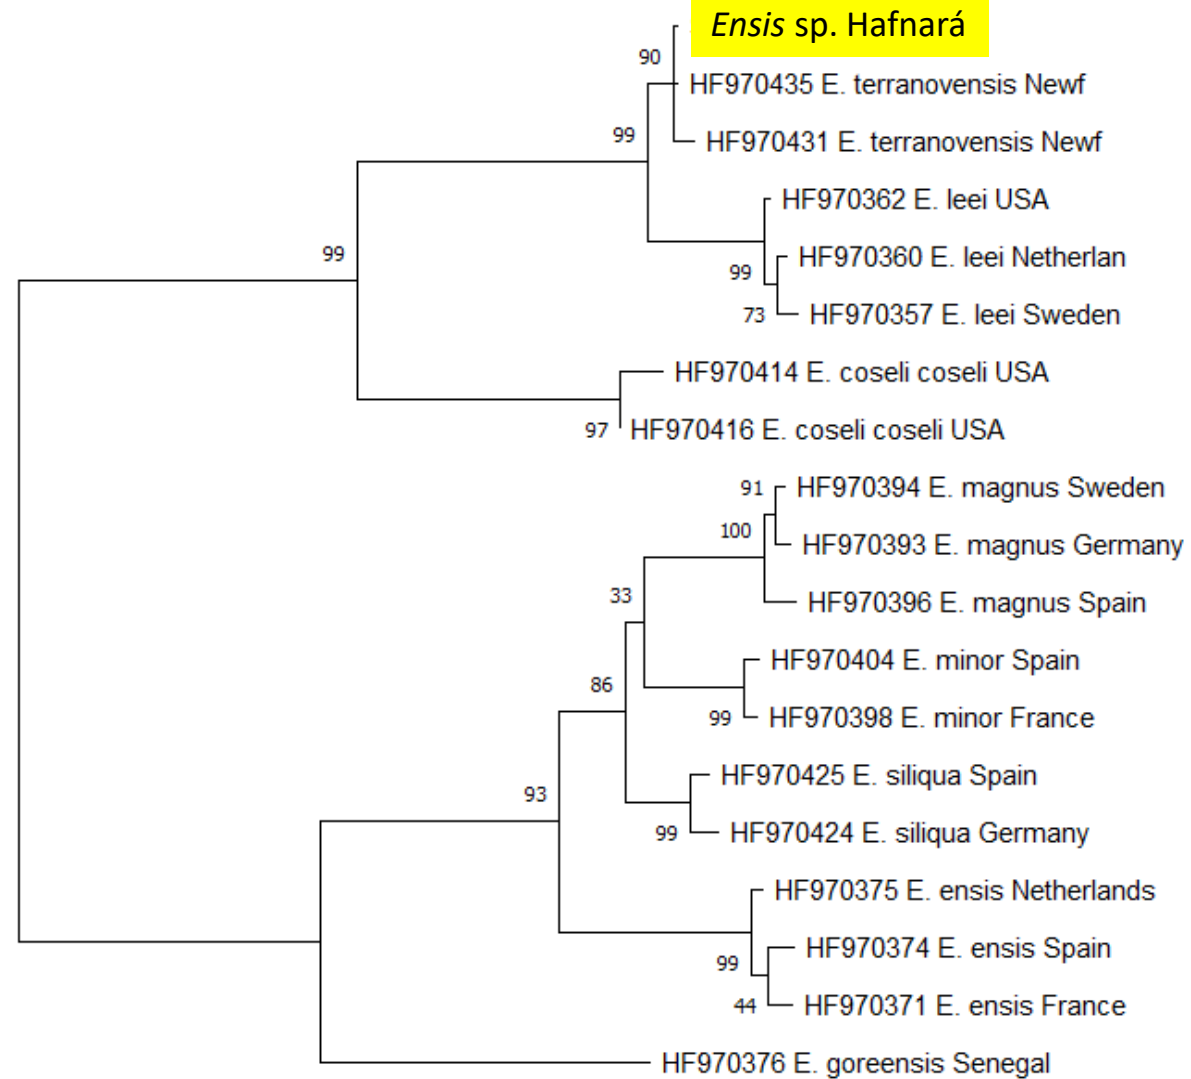 Ensis sp. Hafnará
90
HF970435 E. terranovensis Newf
99
HF970431 E. terranovensis Newf
HF970362 E. leei USA
99
HF970360 E. leei Netherlan
99
HF970357 E. leei Sweden
73
HF970414 E. coseli coseli USA
97
HF970416 E. coseli coseli USA
91
HF970394 E. magnus Sweden
100
HF970393 E. magnus Germany
33
HF970396 E. magnus Spain
HF970404 E. minor Spain
86
99
HF970398 E. minor France
HF970425 E. siliqua Spain
93
99
HF970424 E. siliqua Germany
HF970375 E. ensis Netherlands
HF970374 E. ensis Spain
99
44
HF970371 E. ensis France
HF970376 E. goreensis Senegal